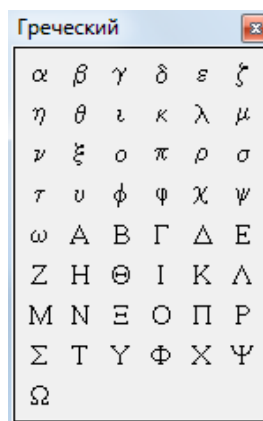 Греческий
α β γ δ ε ζ
η θ ι κ λ μ
ν ξ ο π ρ σ
τ υ ϕ φ χ ψ
ω Α Β Γ Δ Ε
Ζ Η Θ Ι Κ Λ
Μ Ν Ξ Ο Π Ρ
Σ Τ Υ Φ Χ Ψ
Ω